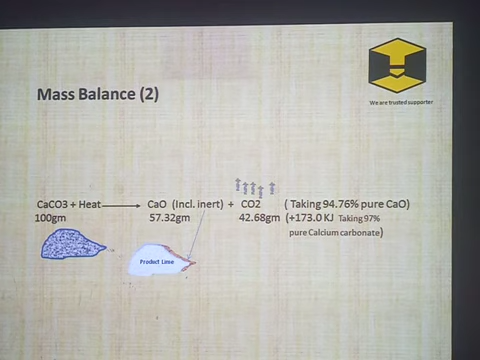 Mass Balance (2)
We are trusted supporter
CaCO3 + Heat CaO (Incl. inert) + CO2 ( Taking 94.76% pure CaO)
100gm 57.32gm 42.68gm (+173.0 KJ Taking 97%
pure Calcium carbonate)
Product Lime